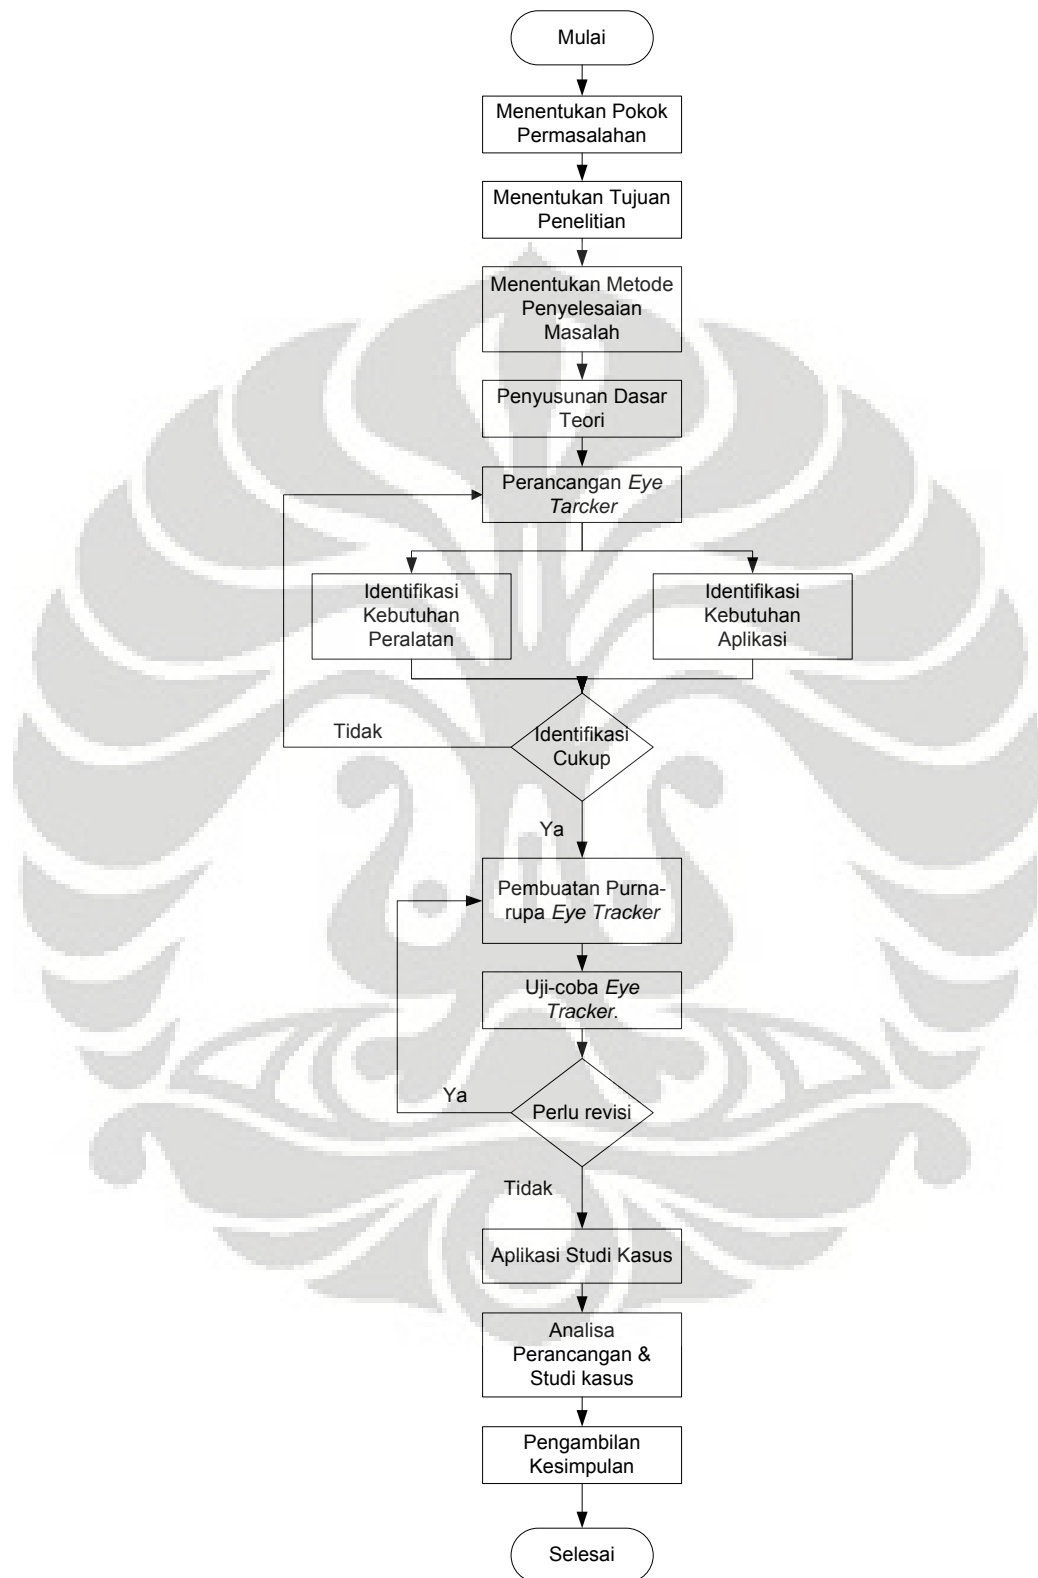 Mulai
Menentukan Pokok
Permasalahan
Menentukan Tujuan
Penelitian
Menentukan Metode
Penyelesaian
Masalah
Penyusunan Dasar
Teori
Perancangan Eye
Tarcker
Identifikasi
Kebutuhan
Peralatan
Identifikasi
Kebutuhan
Aplikasi
Tidak
Identifikasi
Cukup
Ya
Pembuatan Purna-
rupa Eye Tracker
Uji-coba Eye
Tracker.
Ya
Perlu revisi
Tidak
Aplikasi Studi Kasus
Analisa
Perancangan &
Studi kasus
Pengambilan
Kesimpulan
Selesai